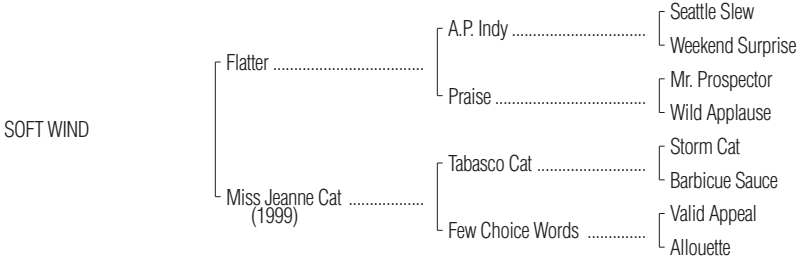 Seattle Slew
A.P. Indy ..............................
Weekend Surprise
Flatter ..................................
Mr. Prospector
Praise ..................................
Wild Applause
SOFT WIND
Storm Cat
Tabasco Cat ........................
Barbicue Sauce
Miss Jeanne Cat .................
(1999)
Valid Appeal
Few Choice Words .............
Allouette